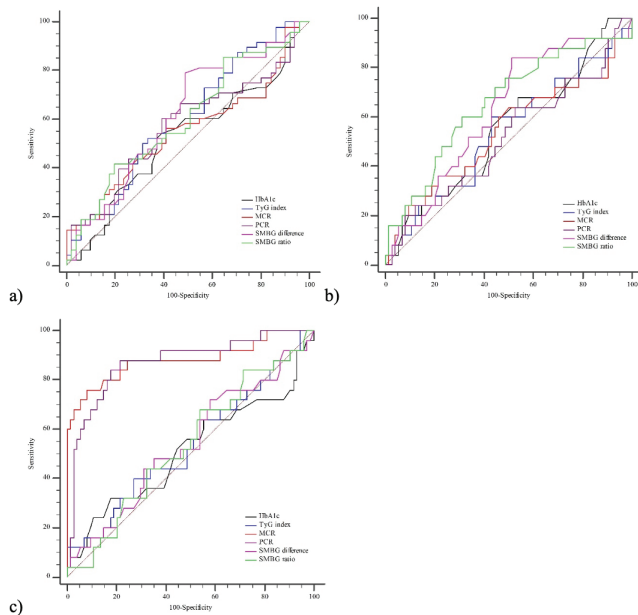 100
80
60
40
20
0
Sensitivity
HbA1c
TyG index
MCR
PCR
SMBG difference
SMBG ratio
0 20 40 60 80 100
100-Specificity
a)
100
80
60
40
20
0
Sensitivity
HbA1c
TyG index
MCR
PCR
SMBG difference
SMBG ratio
0 20 40 60 80 100
100-Specificity
b)
100
80
60
40
20
0
Sensitivity
HbA1c
TyG index
MCR
PCR
SMBG difference
SMBG ratio
0 20 40 60 80 100
100-Specificity
c)